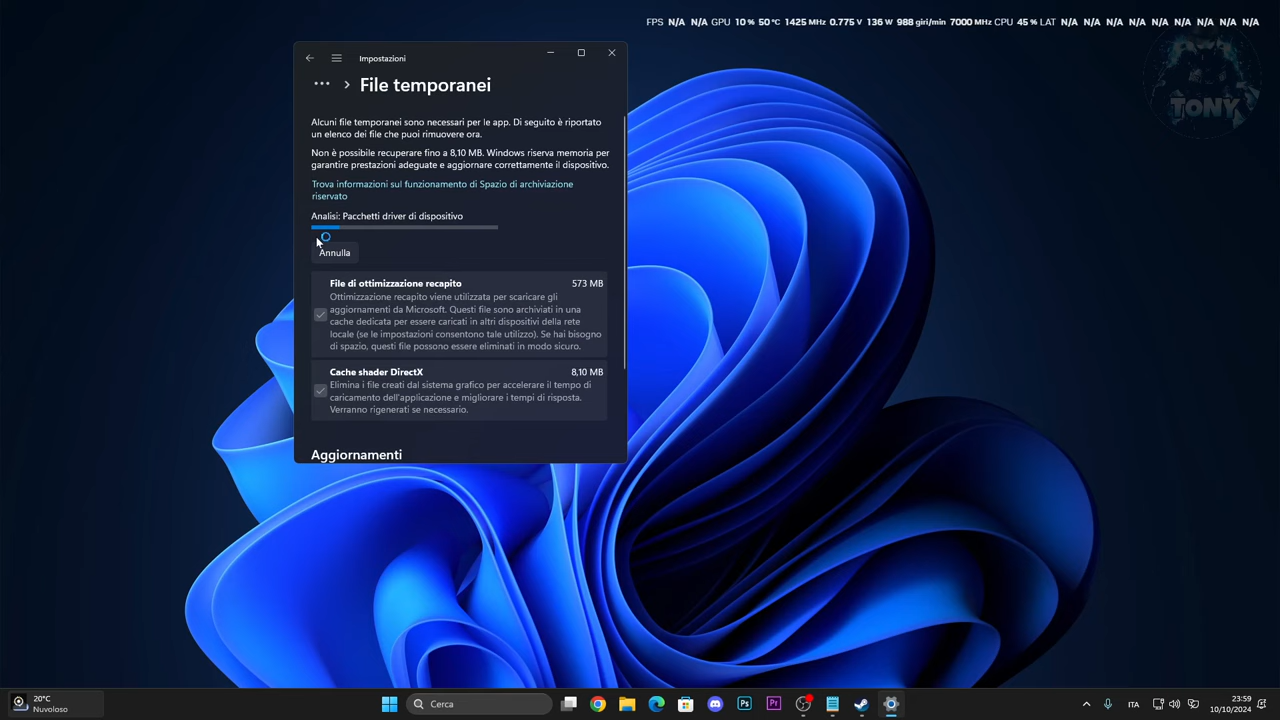 FPS N/A N/A GPU 10 % 50 °C 1425 MHz 0.775 V 136 W 988 giri/min 7000 MHz CPU 45 % LAT N/A N/A N/A N/A N/A N/A N/A N/A N/A
TONY
Impostazioni
... > File temporanei
Alcuni file temporanei sono necessari per le app. Di seguito è riportato
un elenco dei file che puoi rimuovere ora.
Non è possibile recuperare fino a 8,10 MB. Windows riserva memoria per
garantire prestazioni adeguate e aggiornare correttamente il dispositivo.
Trova informazioni sul funzionamento di Spazio di archiviazione
riservato
Analisi: Pacchetti driver di dispositivo
Annulla
File di ottimizzazione recapito 573 MB
Ottimizzazione recapito viene utilizzata per scaricare gli
aggiornamenti da Microsoft. Questi file sono archiviati in una
cache dedicata per essere caricati in altri dispositivi della rete
locale (se le impostazioni consentono tale utilizzo). Se hai bisogno
di spazio, questi file possono essere eliminati in modo sicuro.
Cache shader DirectX 8,10 MB
Elimina i file creati dal sistema grafico per accelerare il tempo di
caricamento dell'applicazione e migliorare i tempi di risposta.
Verranno rigenerati se necessario.
Aggiornamenti
20°C
Nuvoloso
Cerca
Ps
Pr
ITA
23:59
10/10/2024